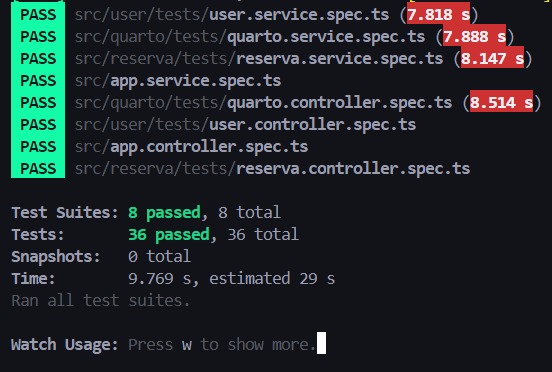 PASS src/user/tests/user.service.spec.ts (7.818 s)
PASS src/quarto/tests/quarto.service.spec.ts (7.888 s)
PASS src/reserva/tests/reserva.service.spec.ts (8.147 s)
PASS src/app.service.spec.ts
PASS src/quarto/tests/quarto.controller.spec.ts (8.514 s)
PASS src/user/tests/user.controller.spec.ts
PASS src/app.controller.spec.ts
PASS src/reserva/tests/reserva.controller.spec.ts
Test Suites: 8 passed, 8 total
Tests: 36 passed, 36 total
Snapshots: 0 total
Time: 9.769 s, estimated 29 s
Ran all test suites.
Watch Usage: Press w to show more.